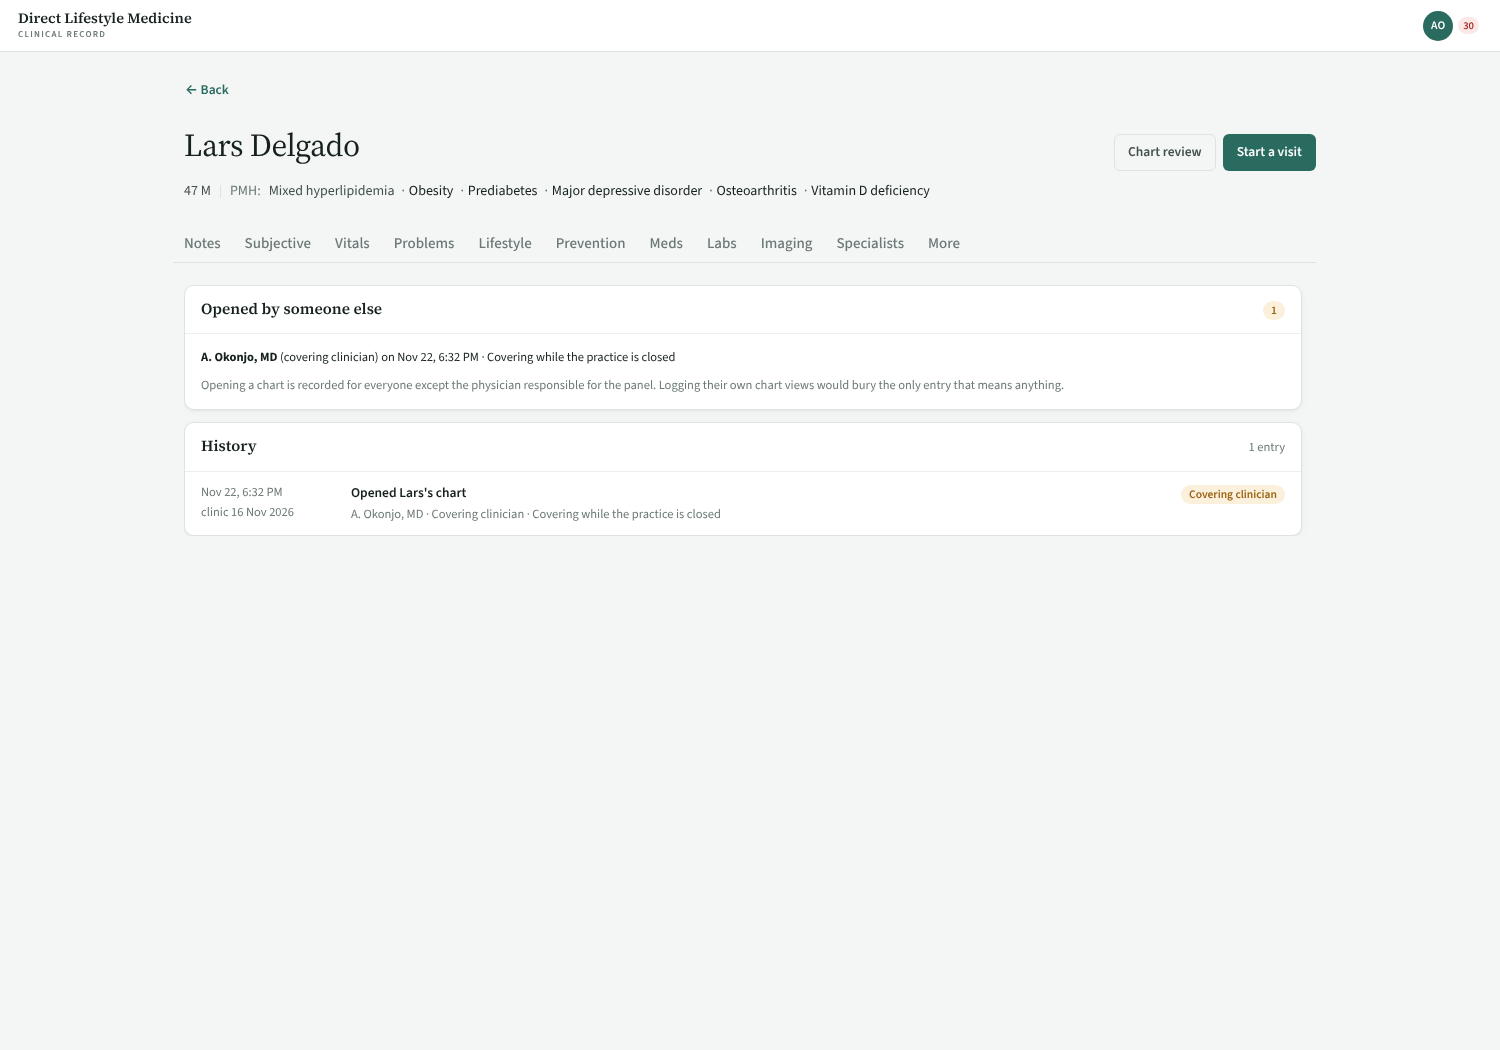 Direct Lifestyle Medicine
CLINICAL RECORD
AO 30
← Back
Lars Delgado
Chart review
Start a visit
47 M PMH: Mixed hyperlipidemia · Obesity · Prediabetes · Major depressive disorder · Osteoarthritis · Vitamin D deficiency
Notes Subjective Vitals Problems Lifestyle Prevention Meds Labs Imaging Specialists More
Opened by someone else 1
A. Okonjo, MD (covering clinician) on Nov 22, 6:32 PM · Covering while the practice is closed
Opening a chart is recorded for everyone except the physician responsible for the panel. Logging their own chart views would bury the only entry that means anything.
History 1 entry
Nov 22, 6:32 PM Opened Lars's chart Covering clinician
clinic 16 Nov 2026 A. Okonjo, MD · Covering clinician · Covering while the practice is closed